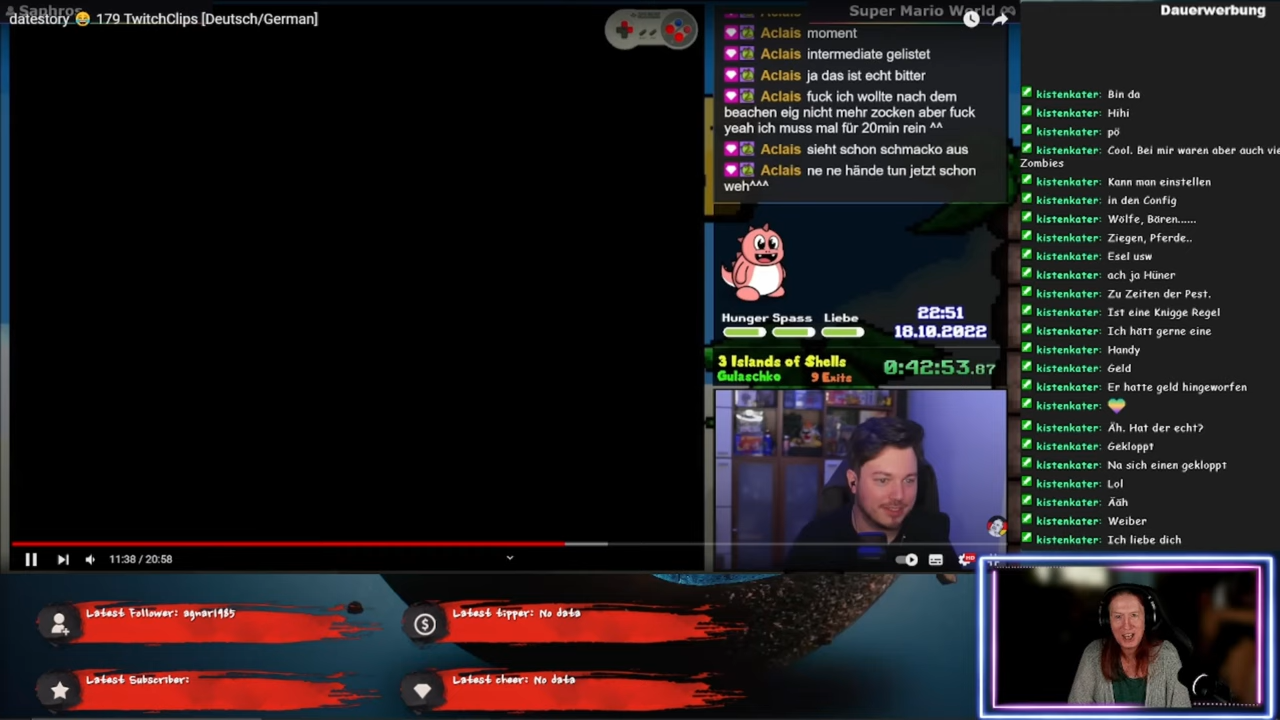 Saphros
datestory 😂 179 TwitchClips [Deutsch/German]
Super Mario World
Dauerwerbung
Aclais moment
Aclais intermediate gelistet
Aclais ja das ist echt bitter
Aclais fuck ich wollte nach dem
beachen eig nicht mehr zocken aber fuck
yeah ich muss mal für 20min rein ^^
Aclais sieht schon schmacko aus
Aclais ne ne hände tun jetzt schon
weh^^^
Hunger Spass Liebe
22:51
18.10.2022
3 Islands of Shells
Gulaschko 9 Exits
0:42:53.87
kistenkater: Bin da
kistenkater: Hihi
kistenkater: pö
kistenkater: Cool. Bei mir waren aber auch vie
Zombies
kistenkater: Kann man einstellen
kistenkater: in den Config
kistenkater: Wölfe, Bären......
kistenkater: Ziegen, Pferde..
kistenkater: Esel usw
kistenkater: ach ja Hüner
kistenkater: Zu Zeiten der Pest.
kistenkater: Ist eine Knigge Regel
kistenkater: Ich hätt gerne eine
kistenkater: Handy
kistenkater: Geld
kistenkater: Er hatte geld hingeworfen
kistenkater:
kistenkater: Äh. Hat der echt?
kistenkater: Gekloppt
kistenkater: Na sich einen gekloppt
kistenkater: Lol
kistenkater: Ääh
kistenkater: Weiber
kistenkater: Ich liebe dich
11:38 / 20:58
HD
Latest Follower: agnar1985
Latest tipper: No data
Latest Subscriber:
Latest cheer: No data